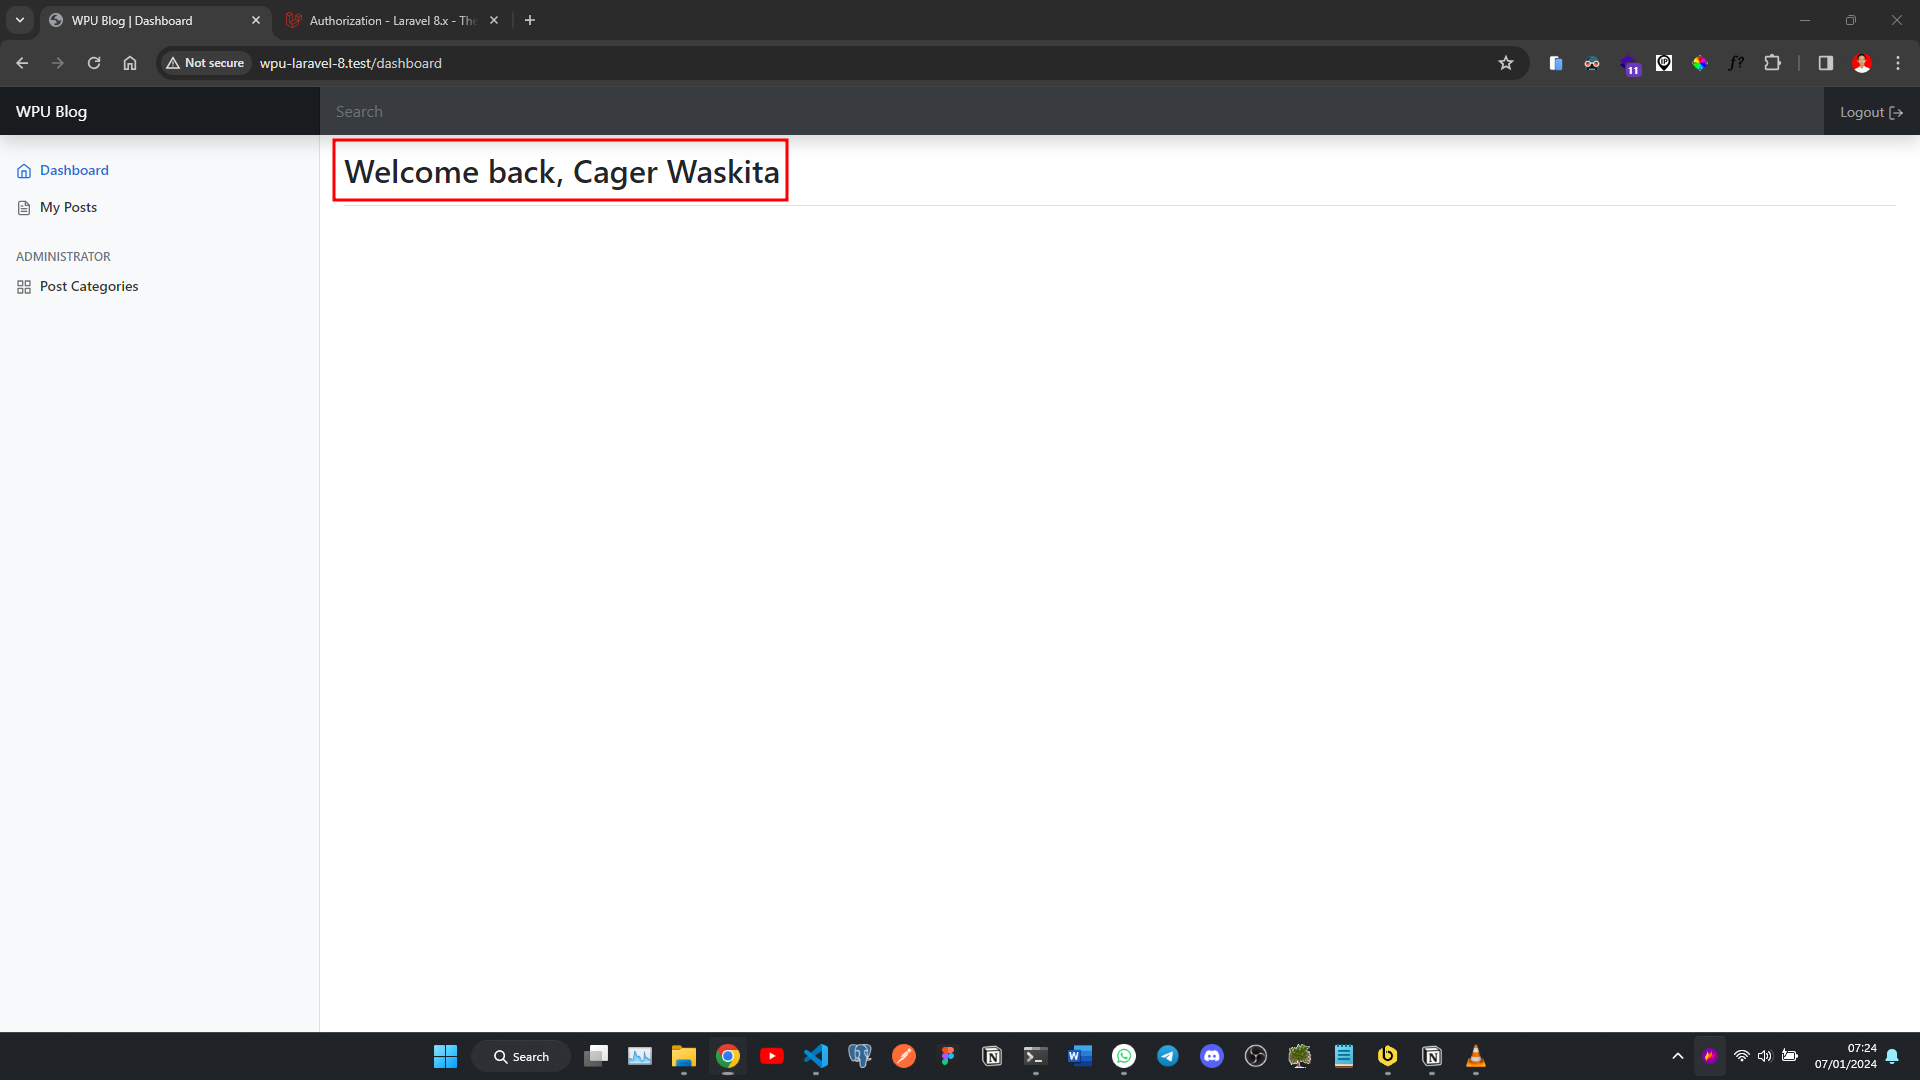 WPU Blog | Dashboard
Authorization - Laravel 8.x - The
Not secure
wpu-laravel-8.test/dashboard
11
WPU Blog
Search
Logout
Welcome back, Cager Waskita
Dashboard
My Posts
ADMINISTRATOR
Post Categories
Search
07:24
07/01/2024